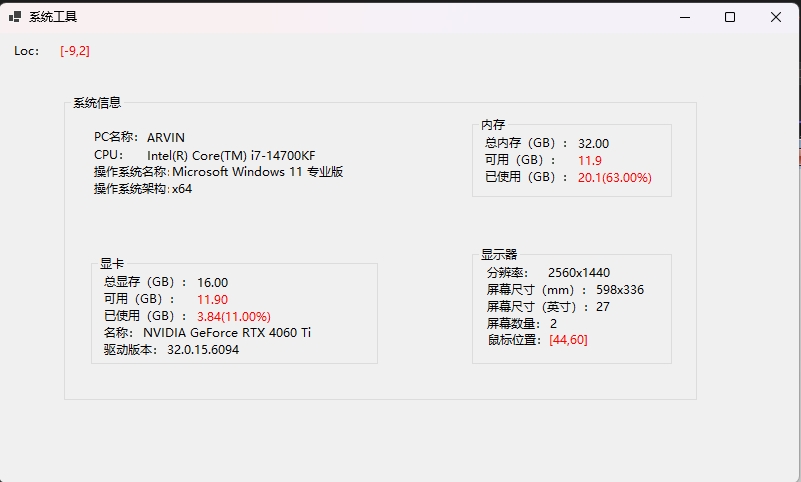 系统工具
Loc: [-9,2]
系统信息
PC名称: ARVIN
CPU: Intel(R) Core(TM) i7-14700KF
操作系统名称:Microsoft Windows 11 专业版
操作系统架构:x64
内存
总内存（GB）: 32.00
可用（GB）: 11.9
已使用（GB）: 20.1(63.00%)
显卡
总显存（GB）: 16.00
可用（GB）: 11.90
已使用（GB）: 3.84(11.00%)
名称: NVIDIA GeForce RTX 4060 Ti
驱动版本: 32.0.15.6094
显示器
分辨率: 2560x1440
屏幕尺寸（mm）: 598x336
屏幕尺寸（英寸）: 27
屏幕数量: 2
鼠标位置: [44,60]